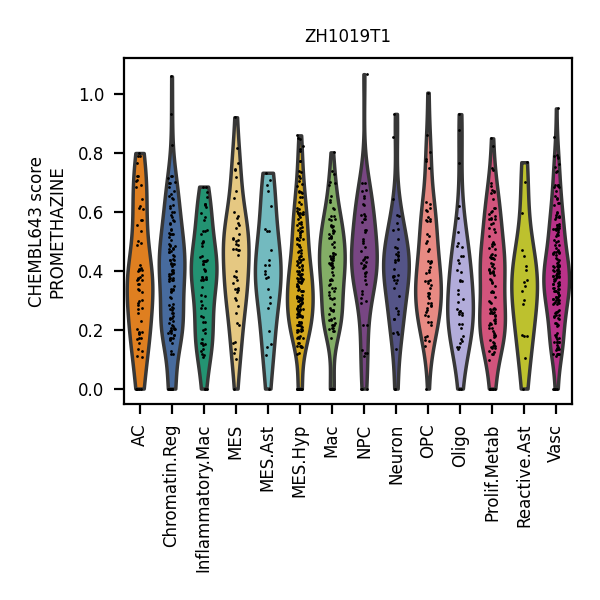 ZH1019T1
CHEMBL643 score
PROMETHAZINE
1.0
0.8
0.6
0.4
0.2
0.0
AC
Chromatin.Reg
Inflammatory.Mac
MES
MES.Ast
MES.Hyp
Mac
NPC
Neuron
OPC
Oligo
Prolif.Metab
Reactive.Ast
Vasc